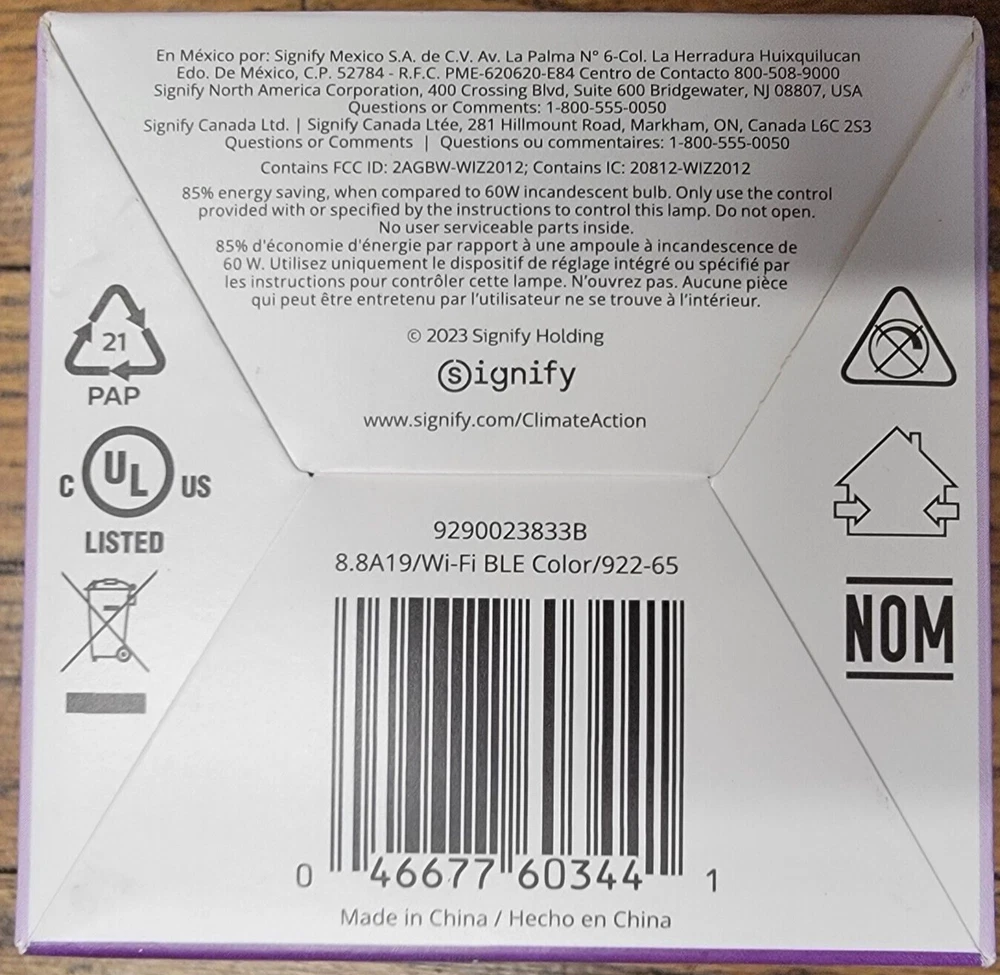 En México por: Signify Mexico S.A. de C.V. Av. La Palma N° 6-Col. La Herradura Huixquilucan
Edo. De México, C.P. 52784 - R.F.C. PME-620620-E84 Centro de Contacto 800-508-9000
Signify North America Corporation, 400 Crossing Blvd, Suite 600 Bridgewater, NJ 08807, USA
Questions or Comments: 1-800-555-0050
Signify Canada Ltd. | Signify Canada Ltée, 281 Hillmount Road, Markham, ON, Canada L6C 2S3
Questions or Comments | Questions ou commentaires: 1-800-555-0050
Contains FCC ID: 2AGBW-WIZ2012; Contains IC: 20812-WIZ2012
85% energy saving, when compared to 60W incandescent bulb. Only use the control
provided with or specified by the instructions to control this lamp. Do not open.
No user serviceable parts inside.
85% d'économie d'énergie par rapport à une ampoule à incandescence de
60 W. Utilisez uniquement le dispositif de réglage intégré ou spécifié par
les instructions pour contrôler cette lampe. N'ouvrez pas. Aucune pièce
qui peut être entretenu par l'utilisateur ne se trouve à l'intérieur.
© 2023 Signify Holding
Signify
www.signify.com/ClimateAction
21
PAP
C UL US
LISTED
NOM
9290023833B
8.8A19/Wi-Fi BLE Color/922-65
0 46677 60344 1
Made in China / Hecho en China